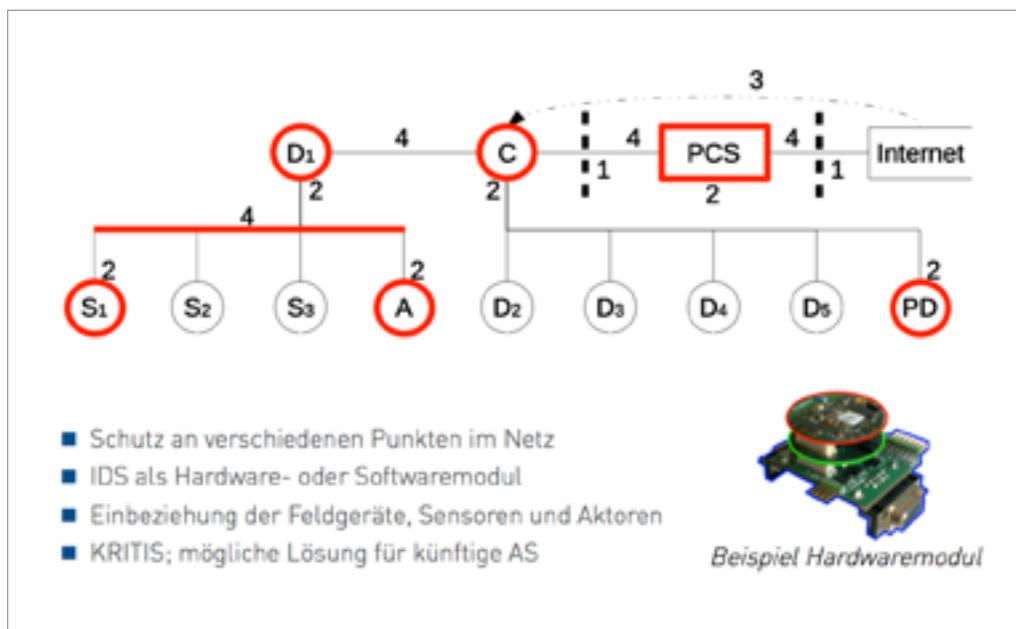 3
D1
4
C
4
PCS
4
Internet
2
2
1
2
1
4
2
2
2
S1
S2
S3
A
D2
D3
D4
D5
PD
Schutz an verschiedenen Punkten im Netz
IDS als Hardware- oder Softwaremodul
Einbeziehung der Feldgeräte, Sensoren und Aktoren
KRITIS; mögliche Lösung für künftige AS
Beispiel Hardwaremodul